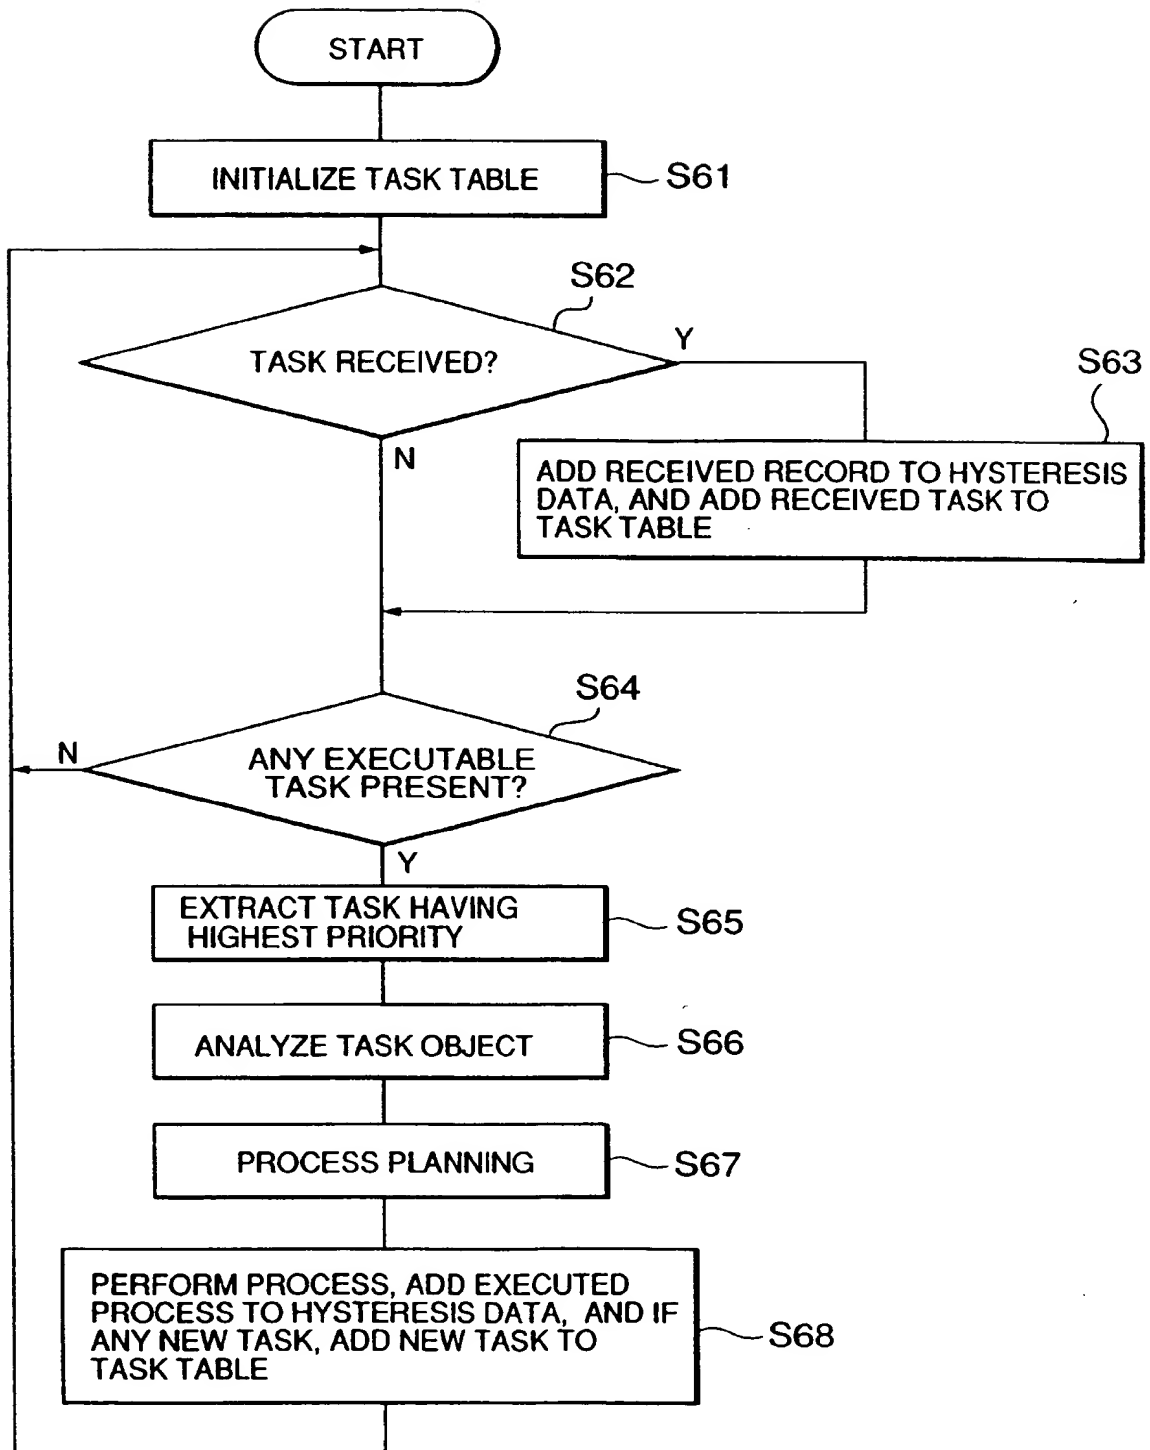 START
INITIALIZE TASK TABLE
S61
S62
TASK RECEIVED?
Y
N
S63
ADD RECEIVED RECORD TO HYSTERESIS
DATA, AND ADD RECEIVED TASK TO
TASK TABLE
S64
ANY EXECUTABLE
TASK PRESENT?
N
Y
EXTRACT TASK HAVING
HIGHEST PRIORITY
S65
ANALYZE TASK OBJECT
S66
PROCESS PLANNING
S67
PERFORM PROCESS, ADD EXECUTED
PROCESS TO HYSTERESIS DATA, AND IF
ANY NEW TASK, ADD NEW TASK TO
TASK TABLE
S68